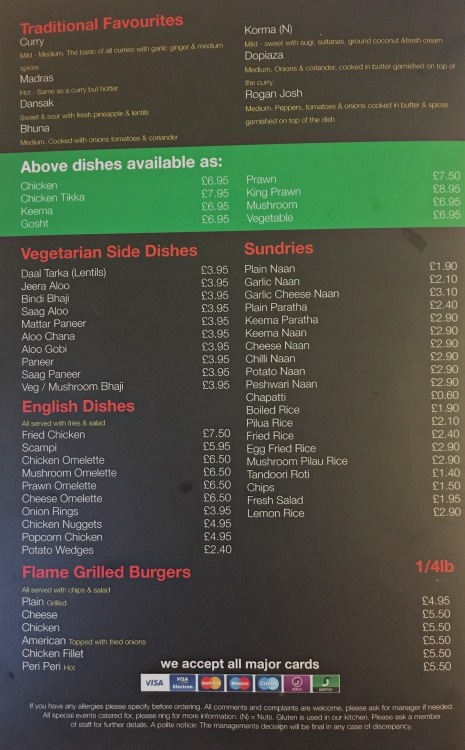 Traditional Favourites
Curry
Mild - Medium. The basic of all curries with garlic ginger & medium
spices
Madras
Hot - Same as a curry but hotter
Dansak
Sweet & sour with fresh pineapple & lentils
Bhuna
Medium. Cooked with onions tomatoes & coriander
Korma (N)
Mild - sweet with sugr, sultanas, ground coconut &fresh cream
Dopiaza
Medium. Onions & coriander, cooked in butter garnished on top of
the curry
Rogan Josh
Medium. Peppers, tomatoes & onions cooked in butter & spices
garnished on top of the dish
Above dishes available as:
Chicken £6.95
Chicken Tikka £7.95
Keema £6.95
Gosht £6.95
Prawn £7.50
King Prawn £8.95
Mushroom £6.95
Vegetable £6.95
Vegetarian Side Dishes
Daal Tarka (Lentils) £3.95
Jeera Aloo £3.95
Bindi Bhaji £3.95
Saag Aloo £3.95
Mattar Paneer £3.95
Aloo Chana £3.95
Aloo Gobi £3.95
Paneer £3.95
Saag Paneer £3.95
Veg / Mushroom Bhaji £3.95
English Dishes
All served with fries & salad
Fried Chicken £7.50
Scampi £5.95
Chicken Omelette £6.50
Mushroom Omelette £6.50
Prawn Omelette £6.50
Cheese Omelette £6.50
Onion Rings £3.95
Chicken Nuggets £4.95
Popcorn Chicken £4.95
Potato Wedges £2.40
Sundries
Plain Naan £1.90
Garlic Naan £2.10
Garlic Cheese Naan £3.10
Plain Paratha £2.40
Keema Paratha £2.90
Keema Naan £2.90
Cheese Naan £2.90
Chilli Naan £2.90
Potato Naan £2.90
Peshwari Naan £2.90
Chapatti £0.60
Boiled Rice £1.90
Pilua Rice £2.10
Fried Rice £2.40
Egg Fried Rice £2.90
Mushroom Pilau Rice £2.90
Tandoori Roti £1.40
Chips £1.50
Fresh Salad £1.95
Lemon Rice £2.90
Flame Grilled Burgers 1/4lb
All served with chips & salad
Plain Grilled £4.95
Cheese £5.50
Chicken £5.50
American Topped with fried onions £5.50
Chicken Fillet £5.50
Peri Peri Hot £5.50
we accept all major cards
VISA VISA Electron MasterCard Maestro Cirrus SOLO SWITCH
If you have any allergies please specify before ordering. All comments and complaints are welcome, please ask for manager if needed.
All special events catered for, please ring for more information. (N) = Nuts. Gluten is used in our kitchen. Please ask a member
of staff for further details. A polite notice: The managements decision will be final in any case of discrepancy.